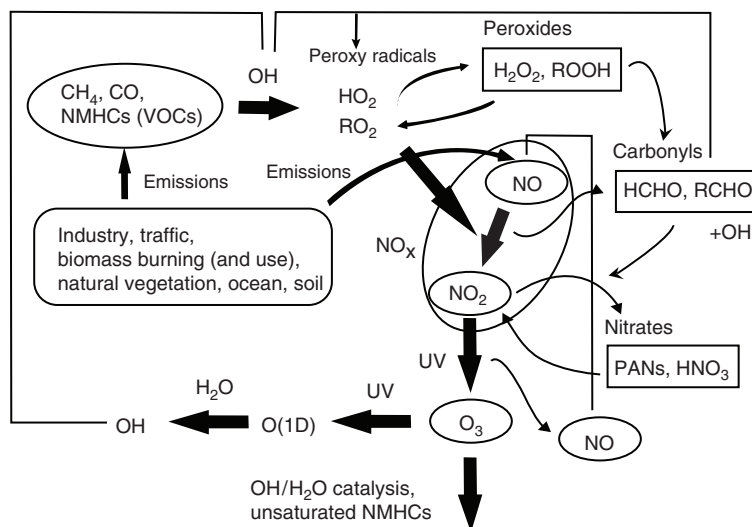 Peroxides
Peroxy radicals
OH
H₂O₂, ROOH
CH₄, CO,
NMHCs (VOCs)
HO₂
RO₂
Carbonyls
Emissions
Emissions
NO
HCHO, RCHO
+OH
Industry, traffic,
biomass burning (and use),
natural vegetation, ocean, soil
NOₓ
NO₂
Nitrates
UV
PANs, HNO₃
H₂O
UV
OH
O(1D)
O₃
NO
OH/H₂O catalysis,
unsaturated NMHCs